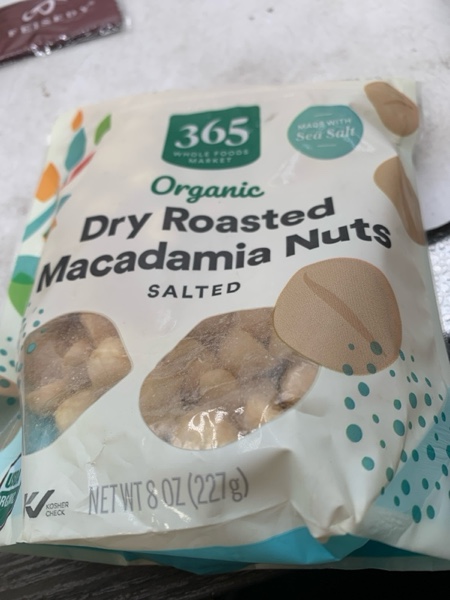 365
WHOLE FOODS
MARKET
MADE WITH
Sea Salt
Organic
Dry Roasted
Macadamia Nuts
SALTED
KOSHER
CHECK
NET WT 8 OZ (227g)